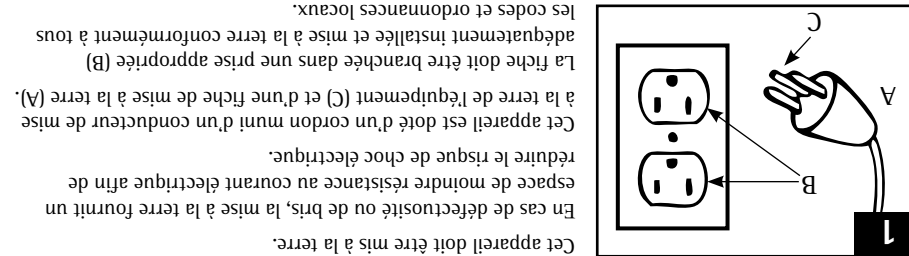 Cet appareil doit être mis à la terre.
En cas de défectuosité ou de bris, la mise à la terre fournit un
espace de moindre résistance au courant électrique afin de
réduire le risque de choc électrique.
Cet appareil est doté d'un cordon muni d'un conducteur de mise
à la terre de l'équipement (C) et d'une fiche de mise à la terre (A).
La fiche doit être branchée dans une prise appropriée (B)
adéquatement installée et mise à la terre conformément à tous
les codes et ordonnances locaux.
1
B
A
C